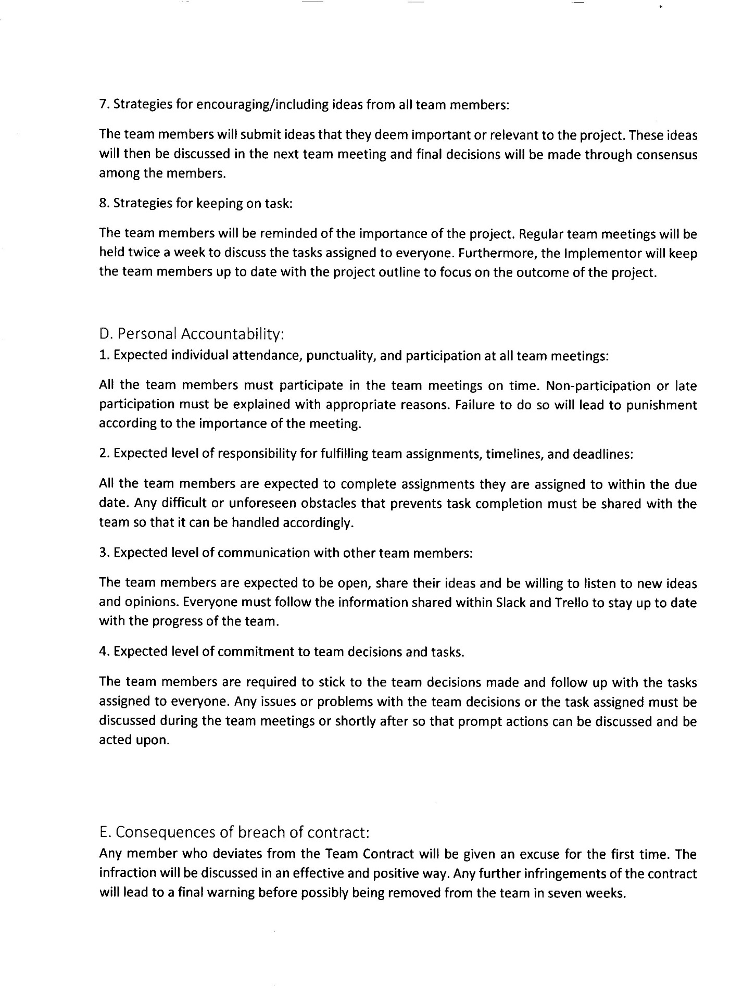 7. Strategies for encouraging/including ideas from all team members:
The team members will submit ideas that they deem important or relevant to the project. These ideas
will then be discussed in the next team meeting and final decisions will be made through consensus
among the members.
8. Strategies for keeping on task:
The team members will be reminded of the importance of the project. Regular team meetings will be
held twice a week to discuss the tasks assigned to everyone. Furthermore, the Implementor will keep
the team members up to date with the project outline to focus on the outcome of the project.
D. Personal Accountability:
1. Expected individual attendance, punctuality, and participation at all team meetings:
All the team members must participate in the team meetings on time. Non-participation or late
participation must be explained with appropriate reasons. Failure to do so will lead to punishment
according to the importance of the meeting.
2. Expected level of responsibility for fulfilling team assignments, timelines, and deadlines:
All the team members are expected to complete assignments they are assigned to within the due
date. Any difficult or unforeseen obstacles that prevents task completion must be shared with the
team so that it can be handled accordingly.
3. Expected level of communication with other team members:
The team members are expected to be open, share their ideas and be willing to listen to new ideas
and opinions. Everyone must follow the information shared within Slack and Trello to stay up to date
with the progress of the team.
4. Expected level of commitment to team decisions and tasks.
The team members are required to stick to the team decisions made and follow up with the tasks
assigned to everyone. Any issues or problems with the team decisions or the task assigned must be
discussed during the team meetings or shortly after so that prompt actions can be discussed and be
acted upon.
E. Consequences of breach of contract:
Any member who deviates from the Team Contract will be given an excuse for the first time. The
infraction will be discussed in an effective and positive way. Any further infringements of the contract
will lead to a final warning before possibly being removed from the team in seven weeks.